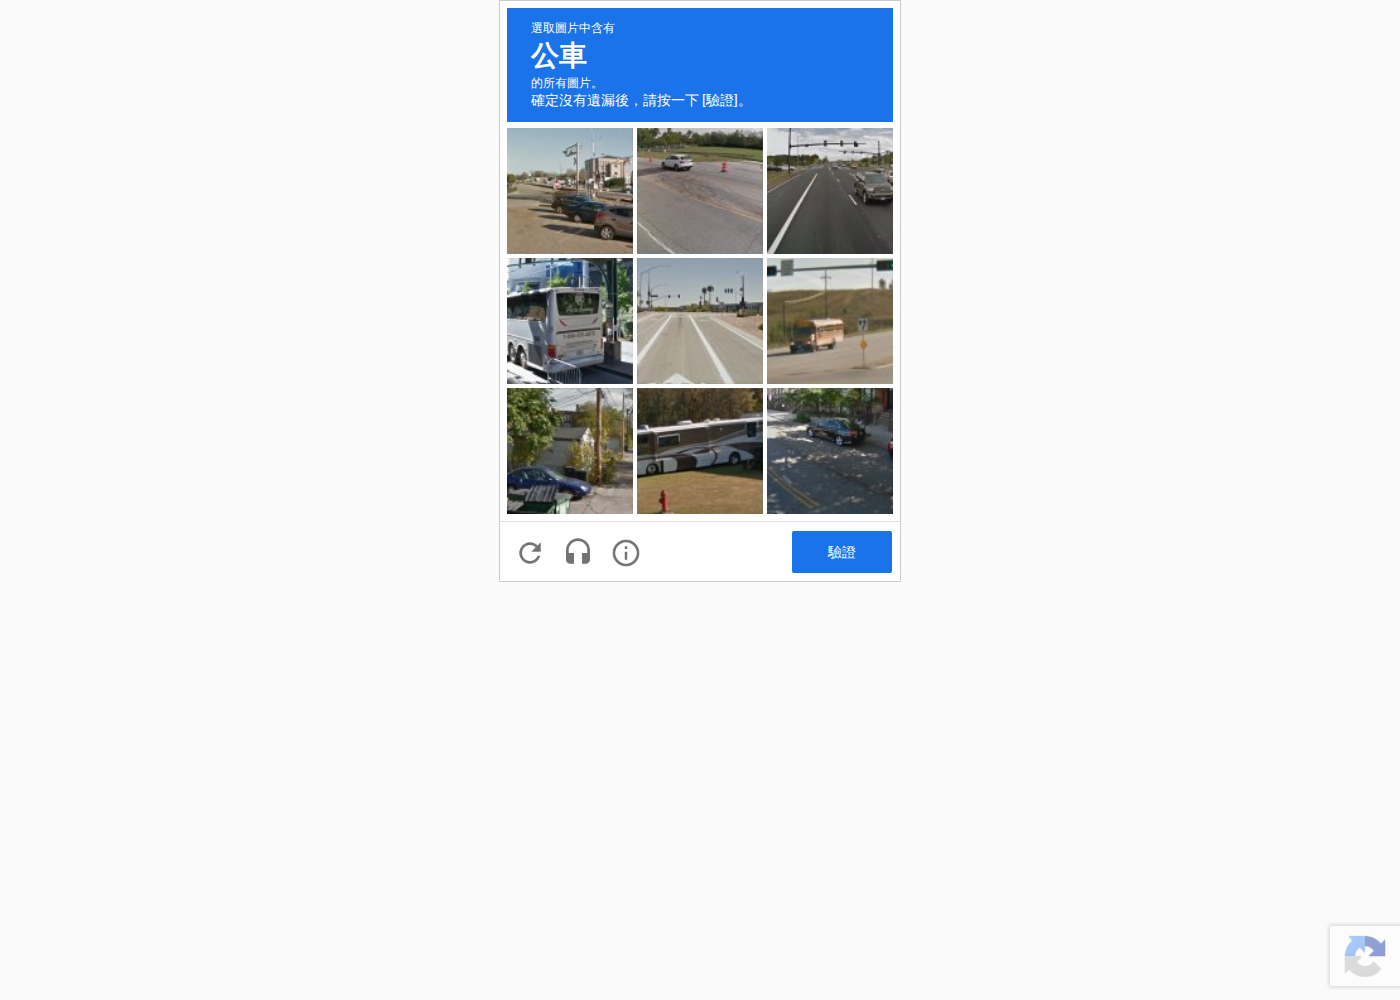 選取圖片中含有
公車
的所有圖片。
確定沒有遺漏後，請按一下 [驗證]。
驗證